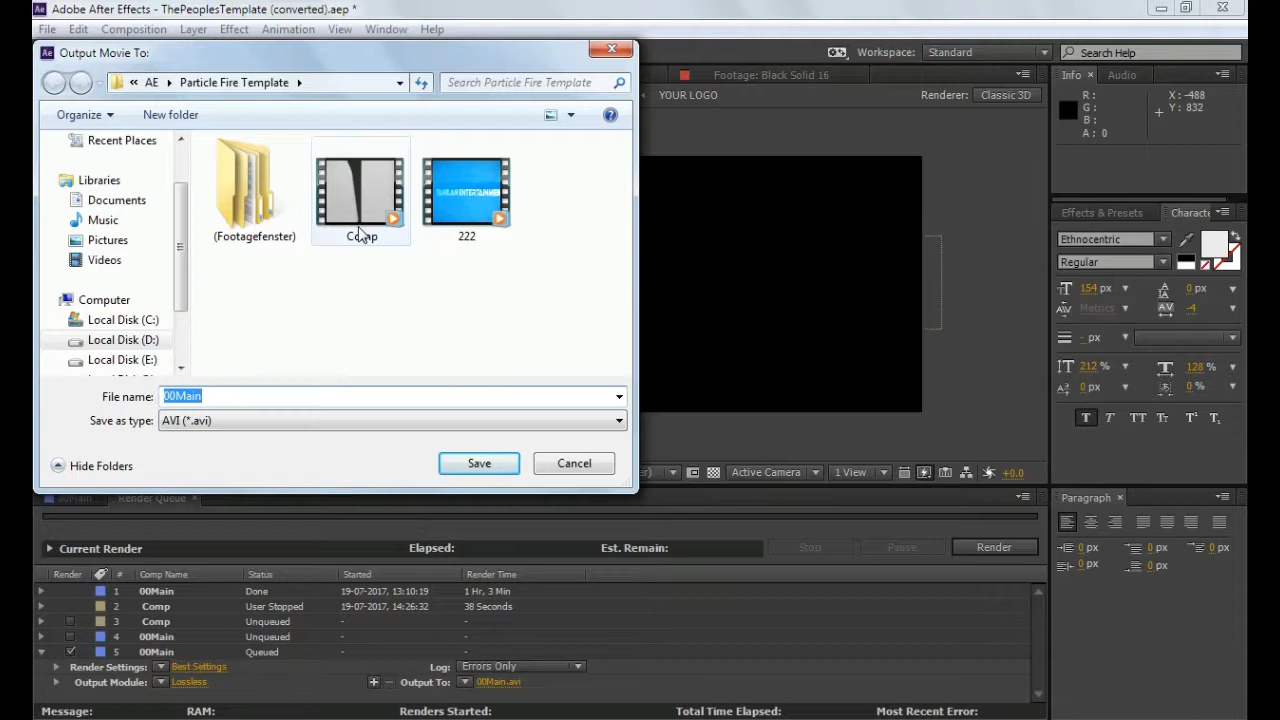 Adobe After Effects - ThePeoplesTemplate (converted).aep *
File Edit Composition Layer Effect Animation View Window Help
Output Movie To:
Workspace: Standard Search Help
AE Particle Fire Template
Search Particle Fire Template
Footage: Black Solid 16
Info Audio
YOUR LOGO
Renderer: Classic 3D
R:
G:
B:
A: 0
X: -488
Y: 832
Organize New folder
Recent Places
Libraries
Documents
Music
Pictures
Videos
Computer
Local Disk (C:)
Local Disk (D:)
Local Disk (E:)
(Footagefenster)
Comp
222
File name: 00Main
Save as type: AVI (*.avi)
Hide Folders
Save Cancel
Effects & Presets Characte
Ethnocentric
Regular
154 px 0 px
Metrics -4
- px
212 % 128 %
0 px 0 %
T T TT Tт T¹ T₁
Active Camera 1 View +0.0
00Main Render Queue
Paragraph
0 px 0 px 0 px
0 px 0 px
Current Render Elapsed: Est. Remain: Stop Pause Render
Render # Comp Name Status Started Render Time
1 00Main Done 19-07-2017, 13:10:19 1 Hr, 3 Min
2 Comp User Stopped 19-07-2017, 14:26:32 38 Seconds
3 Comp Unqueued - -
4 00Main Unqueued - -
5 00Main Queued - -
Render Settings: Best Settings Log: Errors Only
Output Module: Lossless Output To: 00Main.avi
Message: RAM: Renders Started: Total Time Elapsed: Most Recent Error: